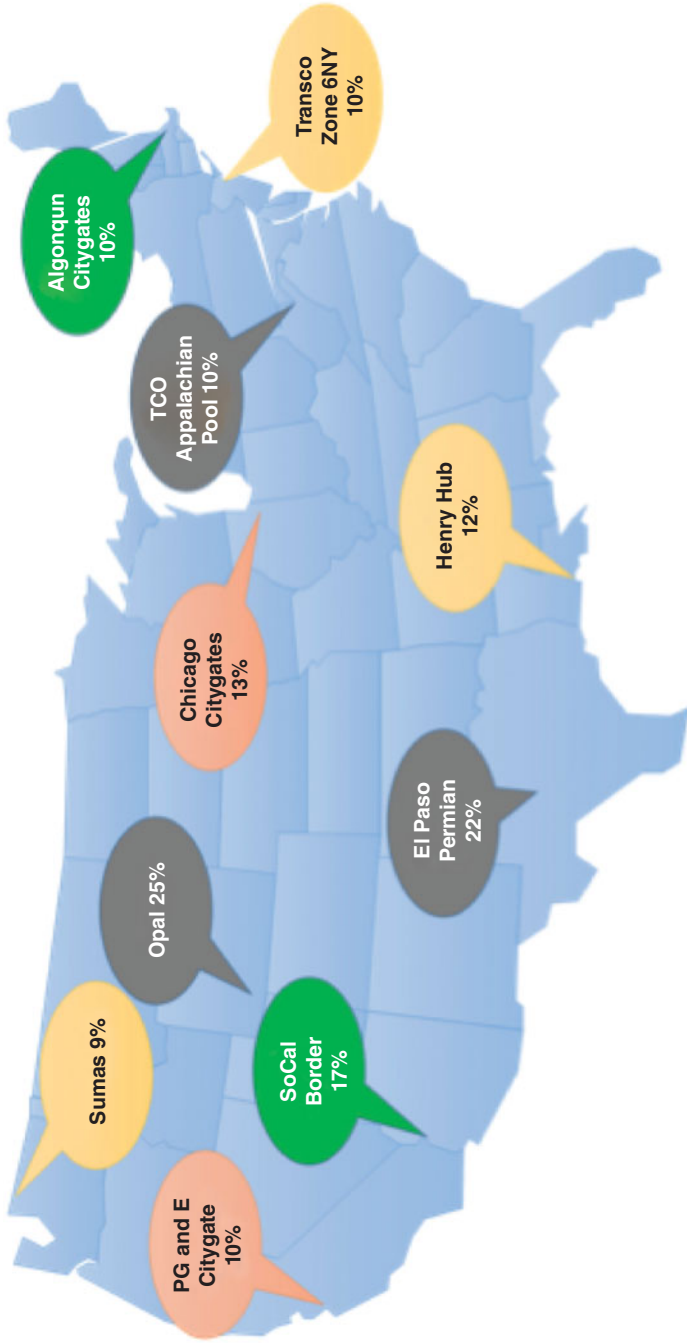 Sumas 9%
PG and E
Citygate
10%
Opal 25%
SoCal
Border
17%
Chicago
Citygates
13%
El Paso
Permian
22%
TCO
Appalachian
Pool 10%
Henry Hub
12%
Algonqun
Citygates
10%
Transco
Zone 6NY
10%